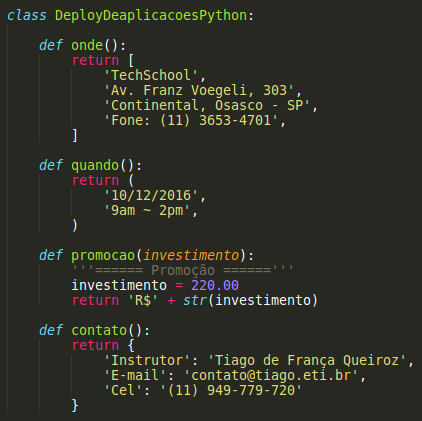 class DeployDeaplicacoesPython:
def onde():
return [
'TechSchool',
'Av. Franz Voegeli, 303',
'Continental, Osasco - SP',
'Fone: (11) 3653-4701',
]
def quando():
return (
'10/12/2016',
'9am ~ 2pm',
)
def promocao(investimento):
'''====== Promoção ======'''
investimento = 220.00
return 'R$' + str(investimento)
def contato():
return {
'Instrutor': 'Tiago de França Queiroz',
'E-mail': 'contato@tiago.eti.br',
'Cel': '(11) 949-779-720'
}